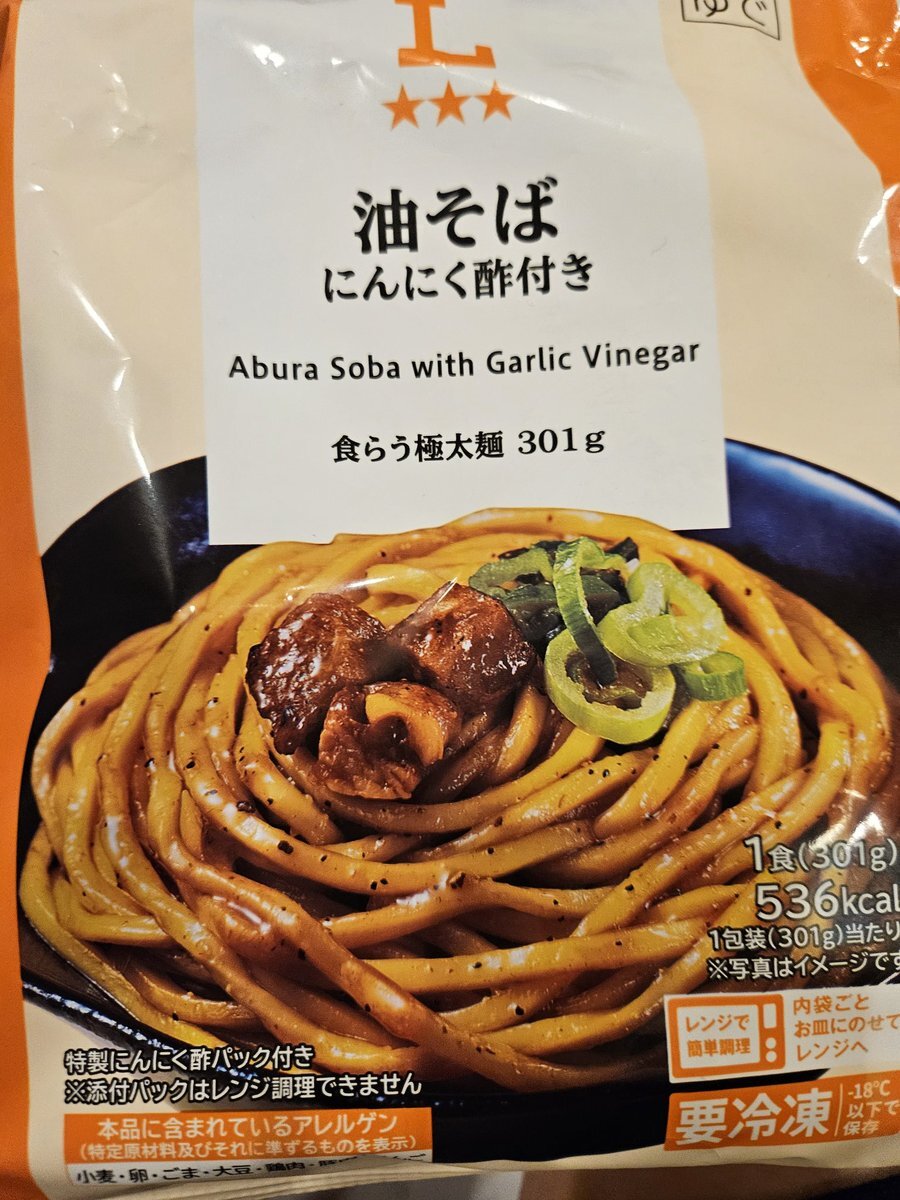 L
油そば
にんにく酢付き
Abura Soba with Garlic Vinegar
食らう極太麺 301g
1食(301g)
536kcal
1包装(301g)当たり
※写真はイメージです
レンジで
簡単調理
内袋ごと
お皿にのせて
レンジへ
特製にんにく酢パック付き
※添付パックはレンジ調理できません
要冷凍
-18℃
以下で
保存
本品に含まれているアレルゲン
(特定原材料及びそれに準ずるものを表示)
小麦・卵・ごま・大豆・鶏肉・